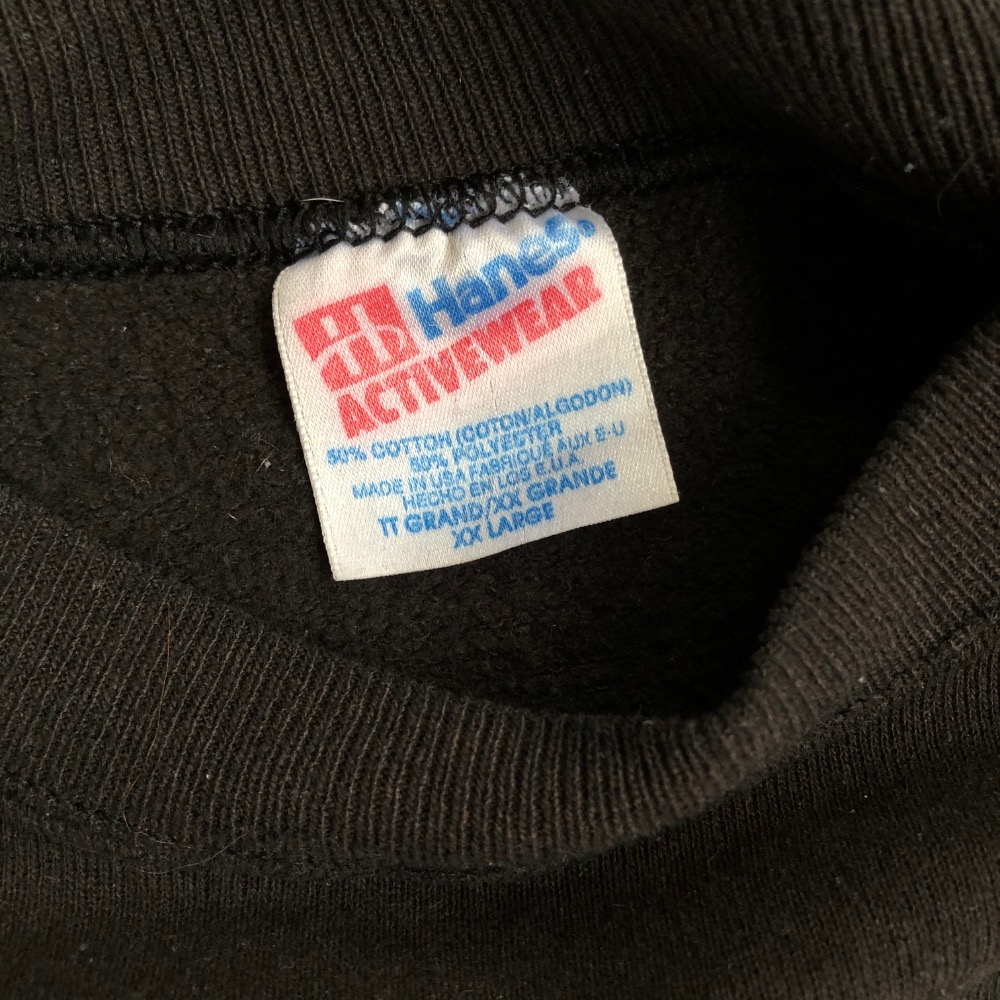 Hanes.
ACTIVEWEAR
50% COTTON (COTON/ALGODON)
50% POLYESTER
MADE IN USA FABRIQUE AUX E-U
HECHO EN LOS E.U.A
TT GRAND/XX GRANDE
XX LARGE